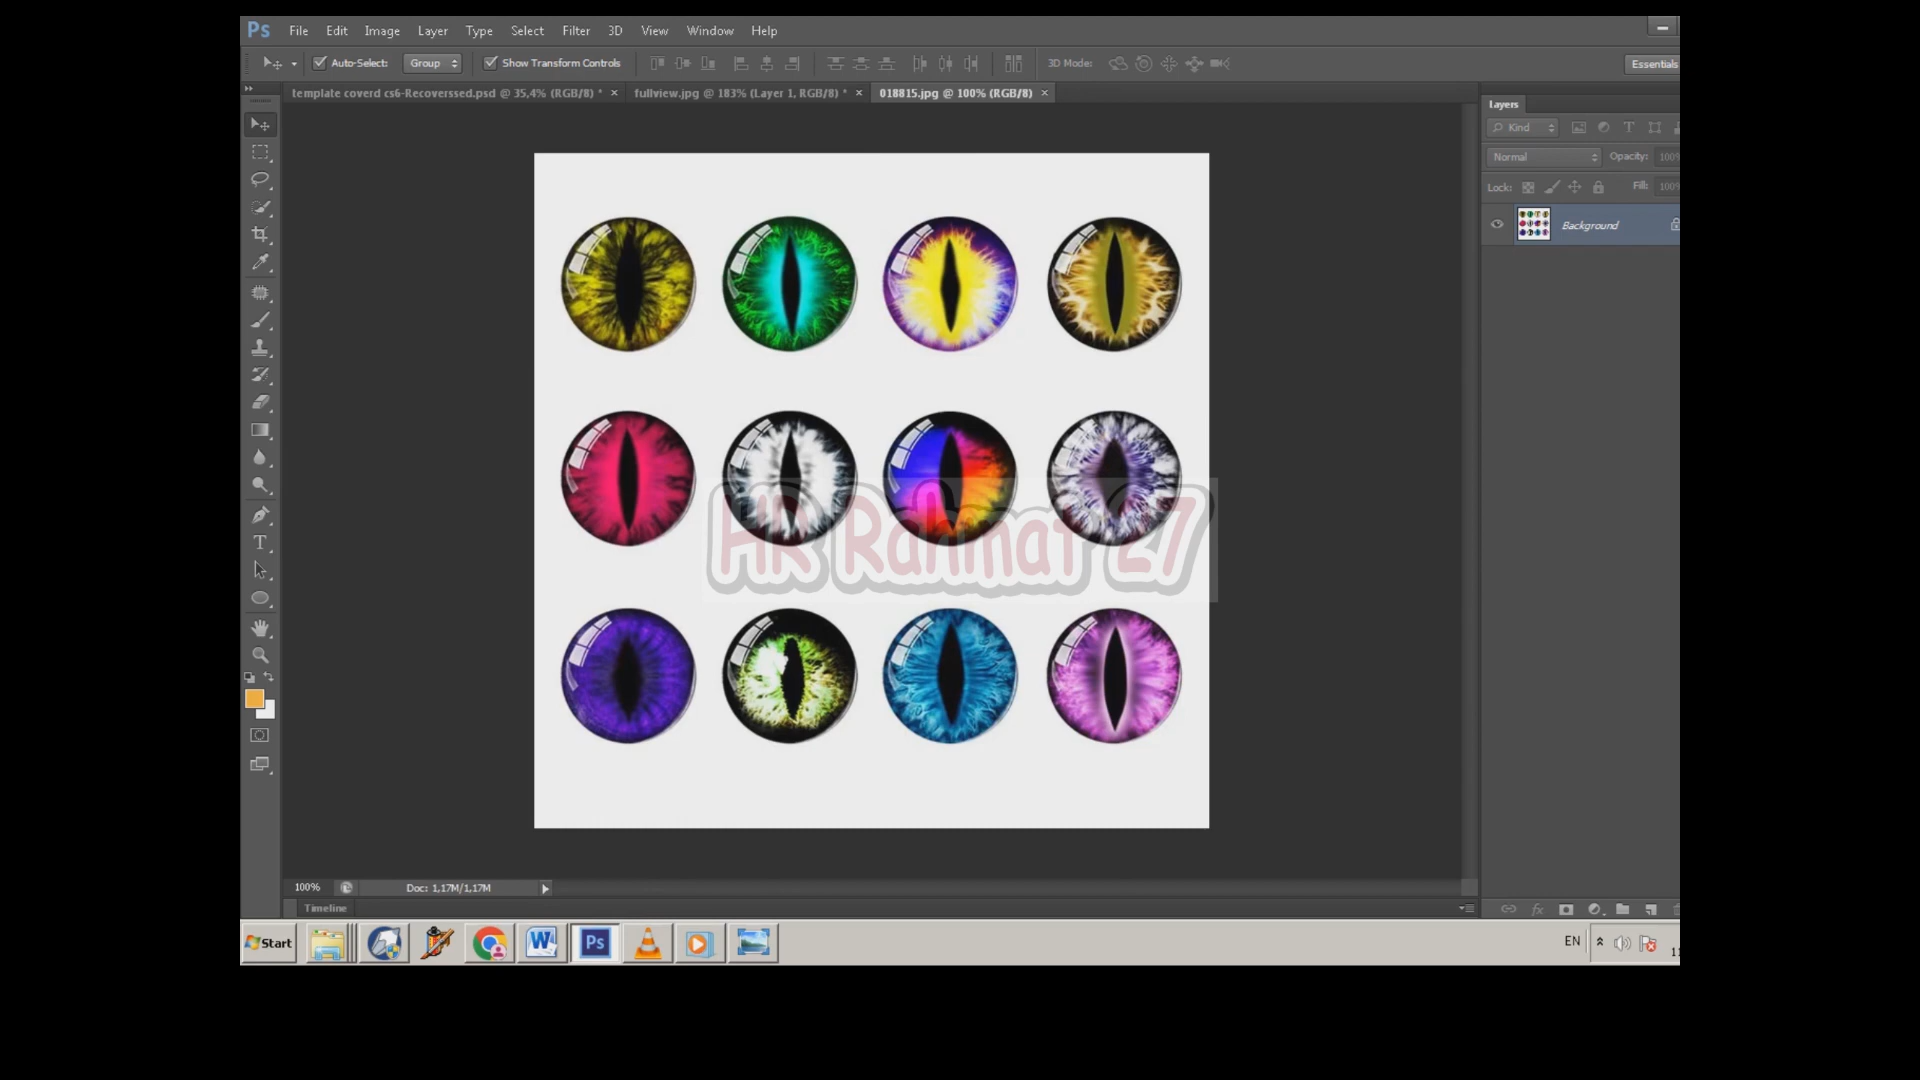 Ps File Edit Image Layer Type Select Filter 3D View Window Help
Auto-Select: Group Show Transform Controls 3D Mode: Essentials
template coverd cs6-Recoverssed.psd @ 35,4% (RGB/8) * × fullview.jpg @ 183% (Layer 1, RGB/8) * × 018815.jpg @ 100% (RGB/8) ×
Layers
Kind
Normal Opacity: 100%
Lock: Fill: 100%
Background
HR Rahmat 27
100% Doc: 1,17M/1,17M
Timeline
Start W Ps EN